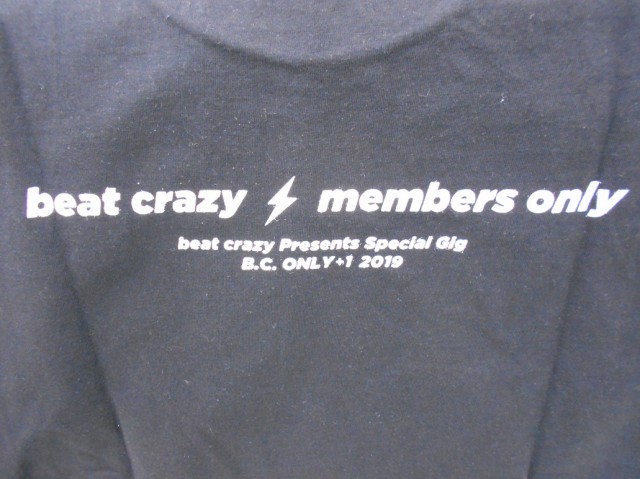 beat crazy ⚡ members only
beat crazy Presents Special Gig
B.C. ONLY+1 2019